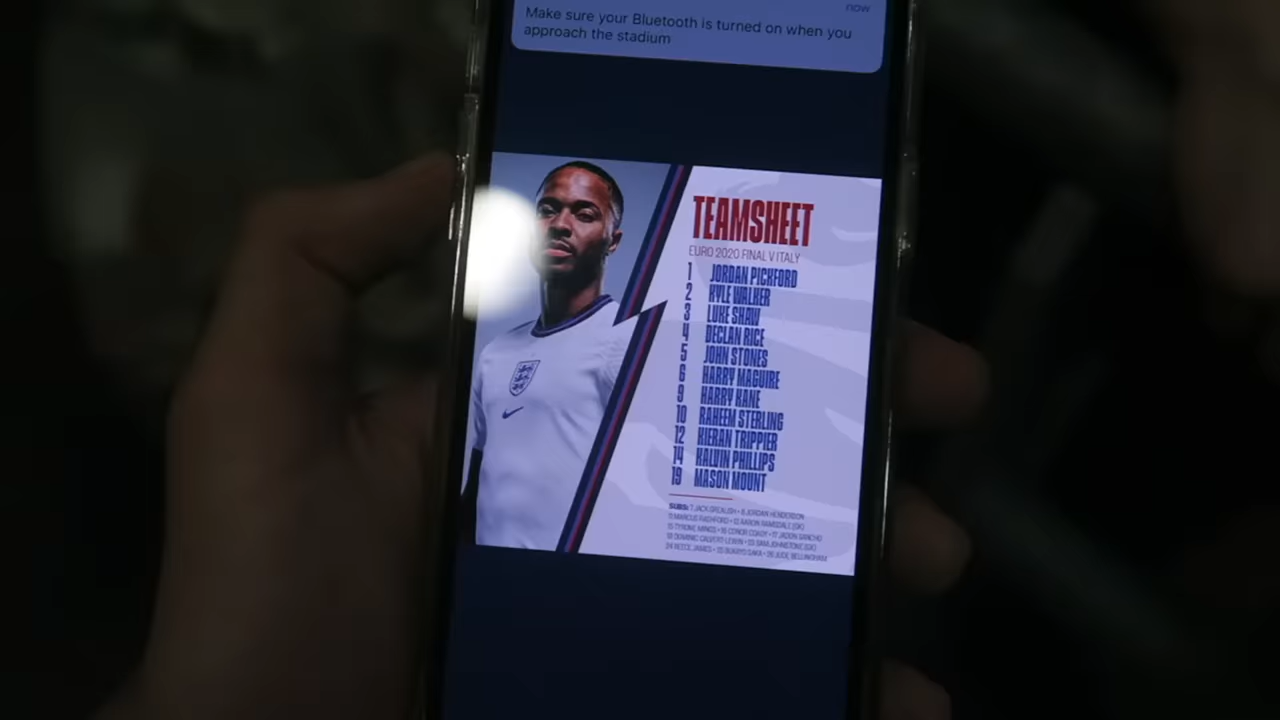 now
Make sure your Bluetooth is turned on when you
approach the stadium
TEAMSHEET
EURO 2020 FINAL V ITALY
1 JORDAN PICKFORD
2 KYLE WALKER
3 LUKE SHAW
4 DECLAN RICE
5 JOHN STONES
6 HARRY MAGUIRE
9 HARRY KANE
10 RAHEEM STERLING
12 KIERAN TRIPPIER
14 KALVIN PHILLIPS
19 MASON MOUNT
SUBS: 7 JACK GREALISH • 8 JORDAN HENDERSON
11 MARCUS RASHFORD • 13 AARON RAMSDALE (GK)
15 TYRONE MINGS • 16 CONOR COADY • 17 JADON SANCHO
18 DOMINIC CALVERT-LEWIN • 23 SAM JOHNSTONE (GK)
24 REECE JAMES • 25 BUKAYO SAKA • 26 JUDE BELLINGHAM